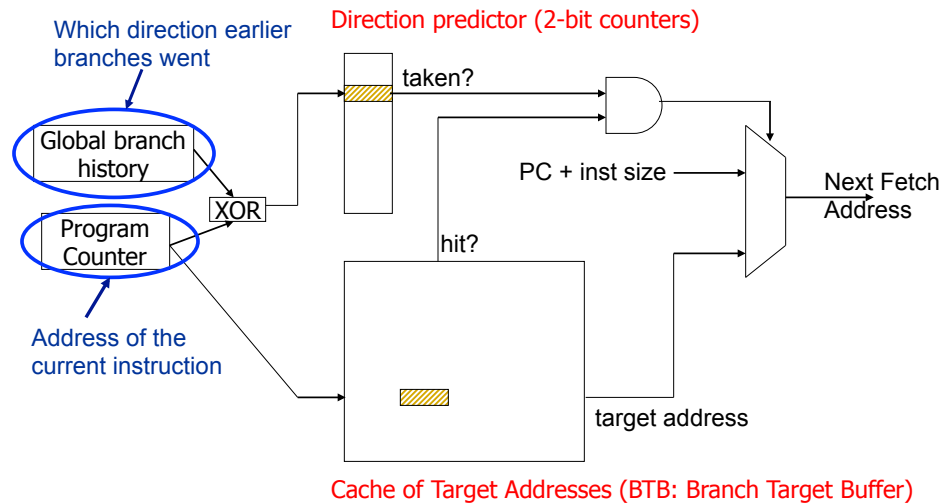 Direction predictor (2-bit counters)
Which direction earlier
branches went
taken?
Global branch
history
PC + inst size
Next Fetch
Address
XOR
Program
Counter
hit?
Address of the
current instruction
target address
Cache of Target Addresses (BTB: Branch Target Buffer)